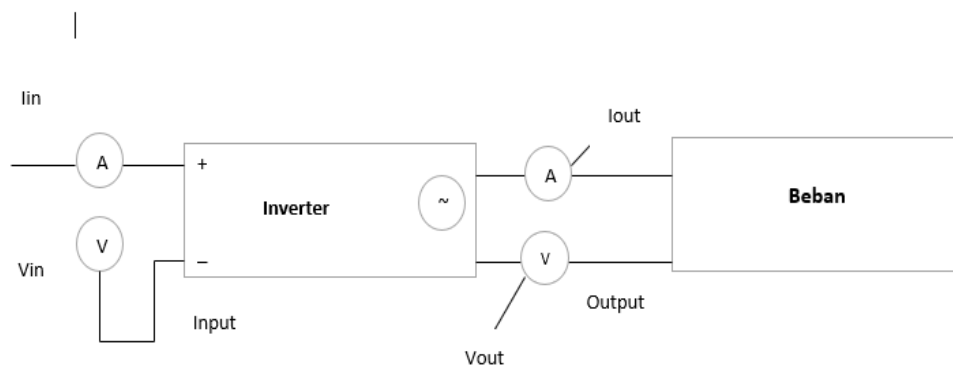 Iin
Iout
A
+
A
Beban
Inverter
~
V
–
V
Vin
Output
Input
Vout